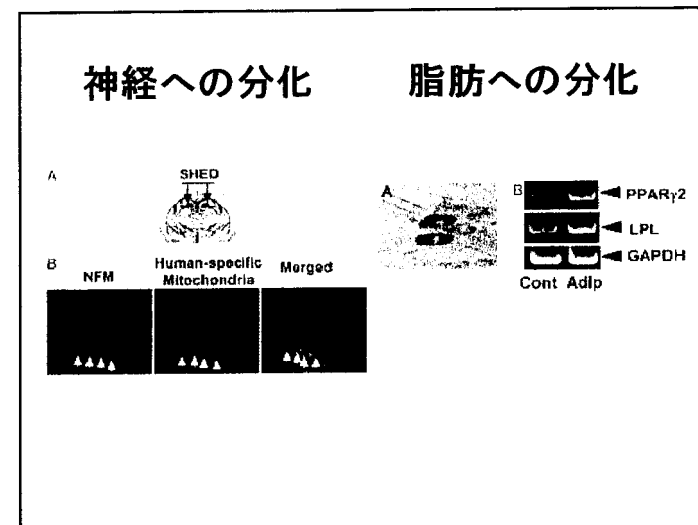 神経への分化
脂肪への分化
A
SHED
B
NFM
Human-specific
Mitochondria
Merged
A
B
PPARγ2
LPL
GAPDH
Cont Adip